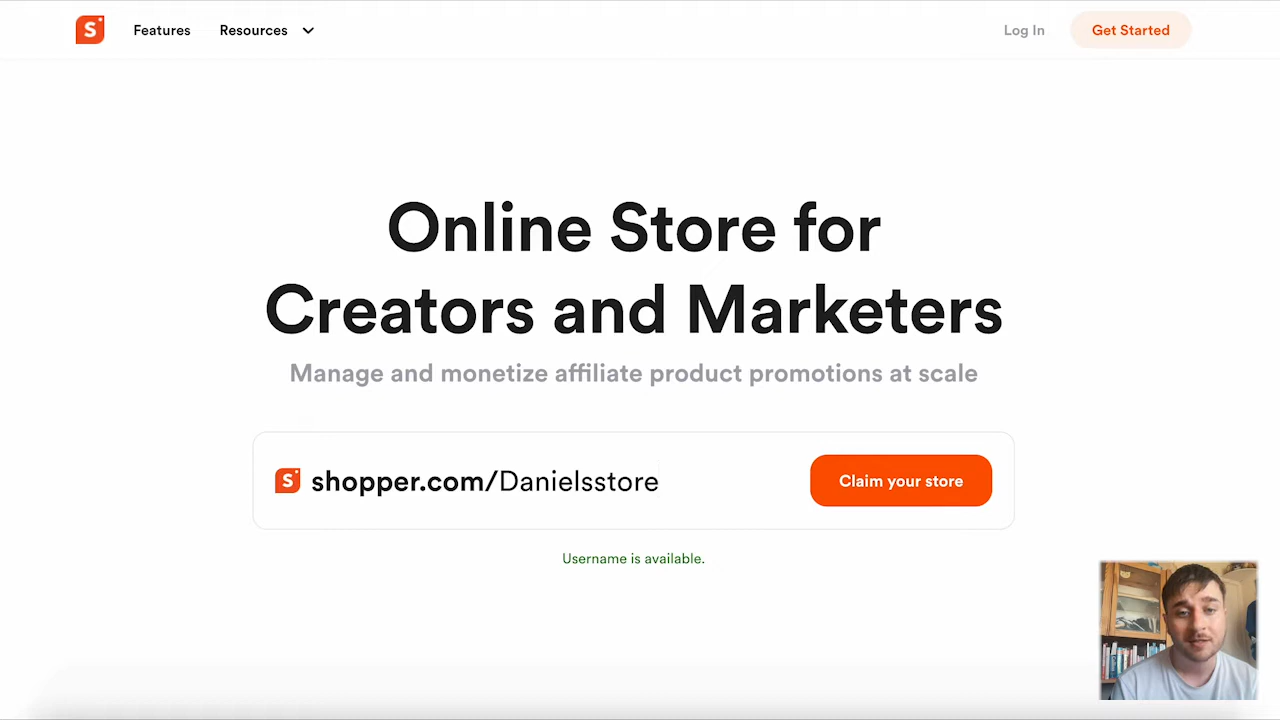 S
Features
Resources
Log In
Get Started
Online Store for
Creators and Marketers
Manage and monetize affiliate product promotions at scale
S
shopper.com/Danielsstore
Claim your store
Username is available.